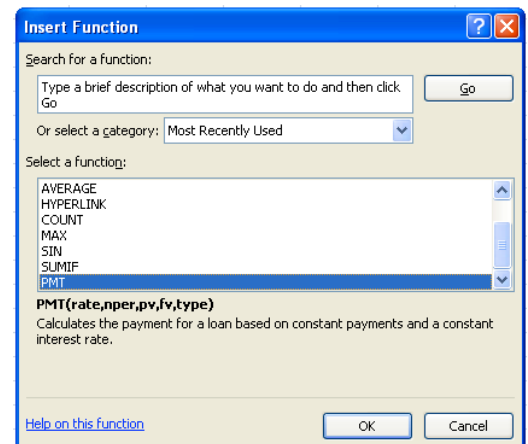 Insert Function
Search for a function:
Type a brief description of what you want to do and then click
Go
Go
Or select a category: Most Recently Used
Select a function:
AVERAGE
HYPERLINK
COUNT
MAX
SIN
SUMIF
PMT
PMT(rate,nper,pv,fv,type)
Calculates the payment for a loan based on constant payments and a constant
interest rate.
Help on this function
OK
Cancel